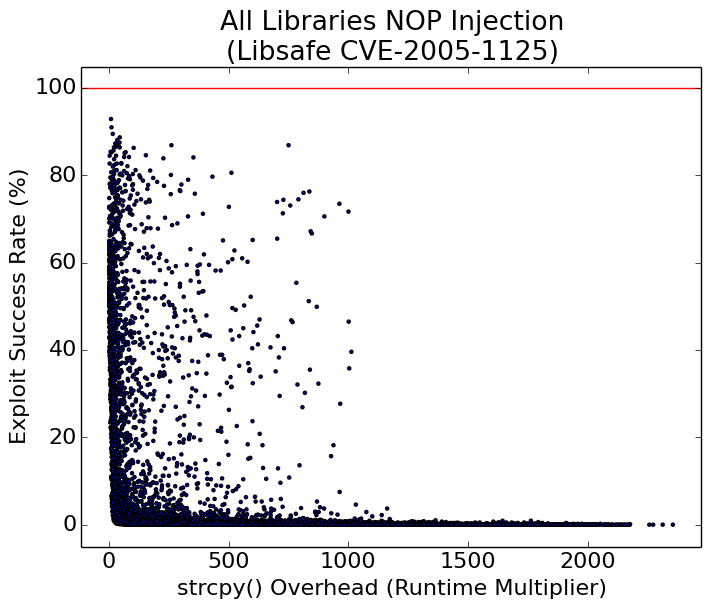 All Libraries NOP Injection
(Libsafe CVE-2005-1125)
100
80
60
40
20
0
Exploit Success Rate (%)
0 500 1000 1500 2000
strcpy() Overhead (Runtime Multiplier)